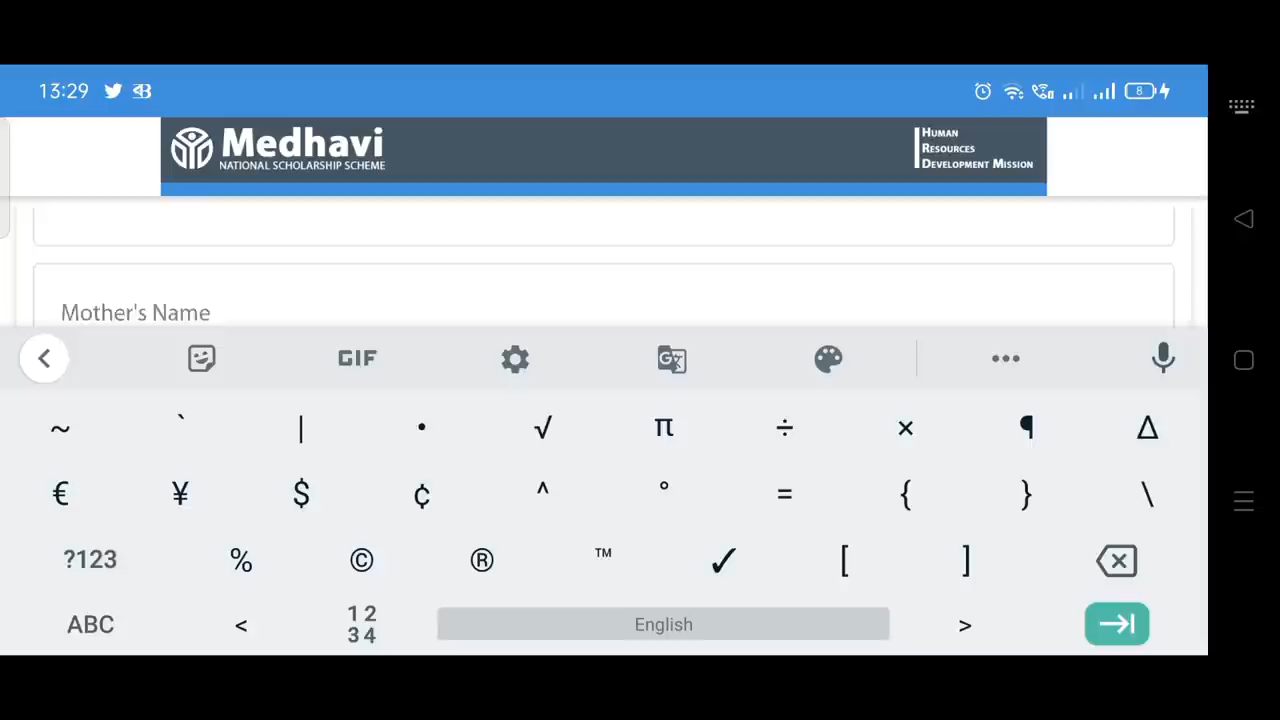 13:29
8
Medhavi
NATIONAL SCHOLARSHIP SCHEME
HUMAN
RESOURCES
DEVELOPMENT MISSION
Mother's Name
GIF
~ ` | • √ π ÷ × ¶ Δ
€ ¥ $ ¢ ^ ° = { } \
?123 % © ® ™ ✓ [ ]
ABC < 1 2 3 4 English >